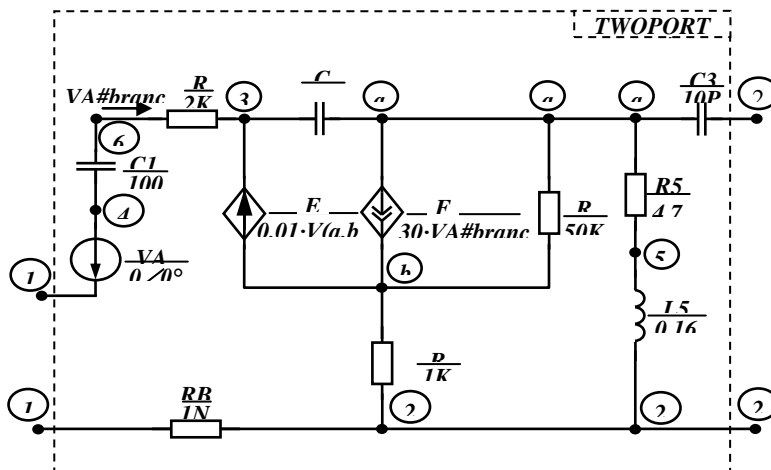 TWOPORT
VA#branc
R
2K
3
C
a
a
a
C3
10P
2
6
C1
100
4
VA
0/0°
1
E
0.01·V(a,b
F
30·VA#branc
R
50K
R5
4.7
5
b
L5
0.16
R
1K
1
RB
1N
2
2
2